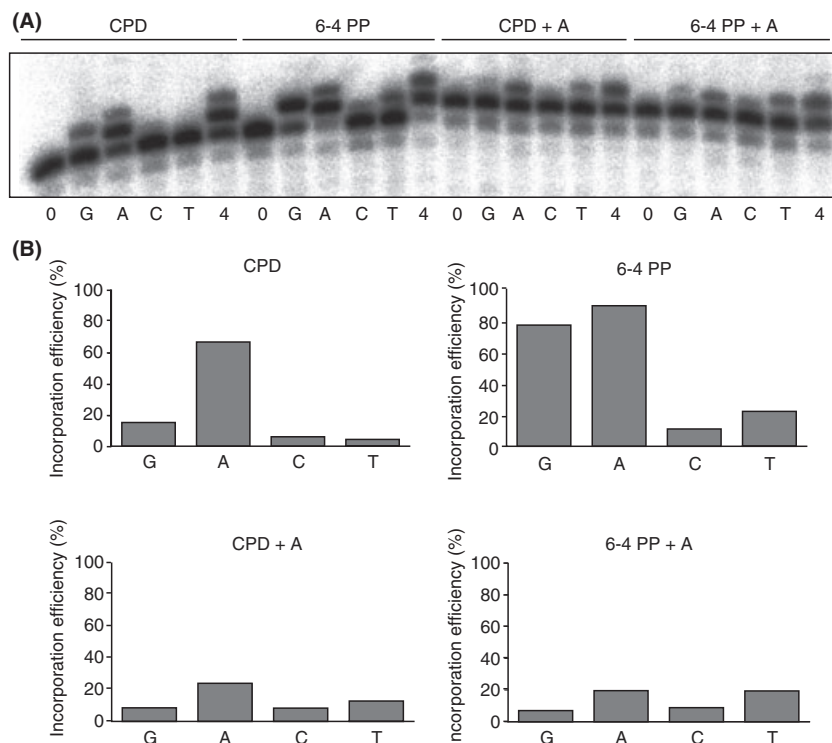 (A)
CPD 6-4 PP CPD + A 6-4 PP + A
0 G A C T 4 0 G A C T 4 0 G A C T 4 0 G A C T 4
(B)
CPD
Incorporation efficiency (%)
100
80
60
40
20
0
G A C T
6-4 PP
Incorporation efficiency (%)
100
80
60
40
20
0
G A C T
CPD + A
Incorporation efficiency (%)
100
80
60
40
20
0
G A C T
6-4 PP + A
ncorporation efficiency (%)
100
80
60
40
20
0
G A C T